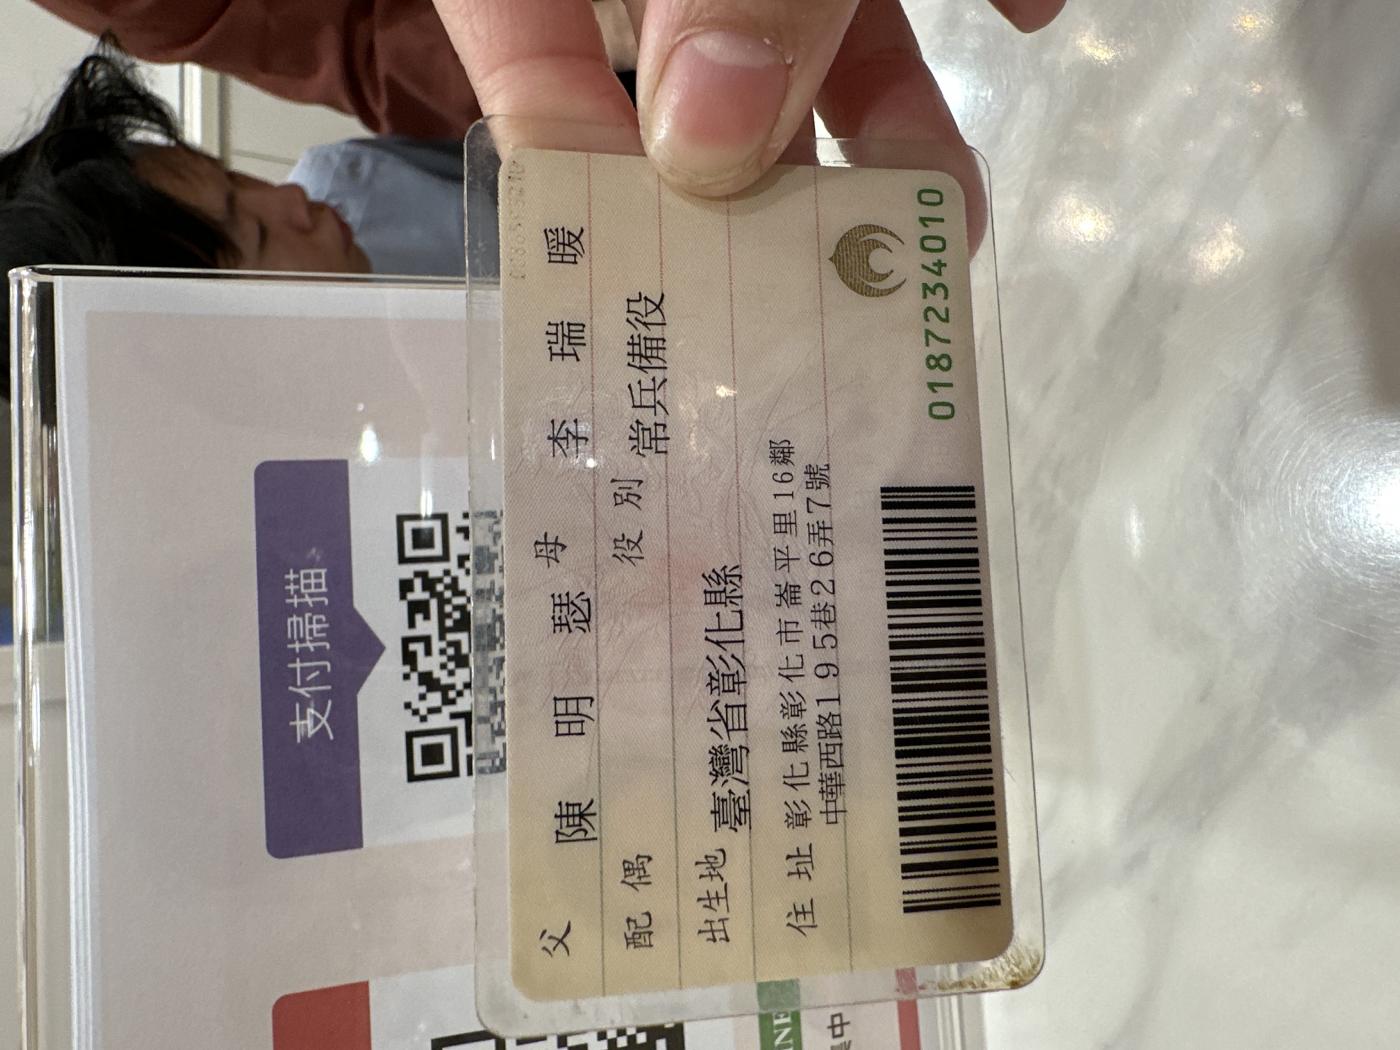 父 陳明瑟 母 李瑞暖
配偶 役別 常兵備役
出生地 臺灣省彰化縣
住址 彰化縣彰化市崙平里16鄰
中華西路195巷26弄7號
0187234010
支付掃描